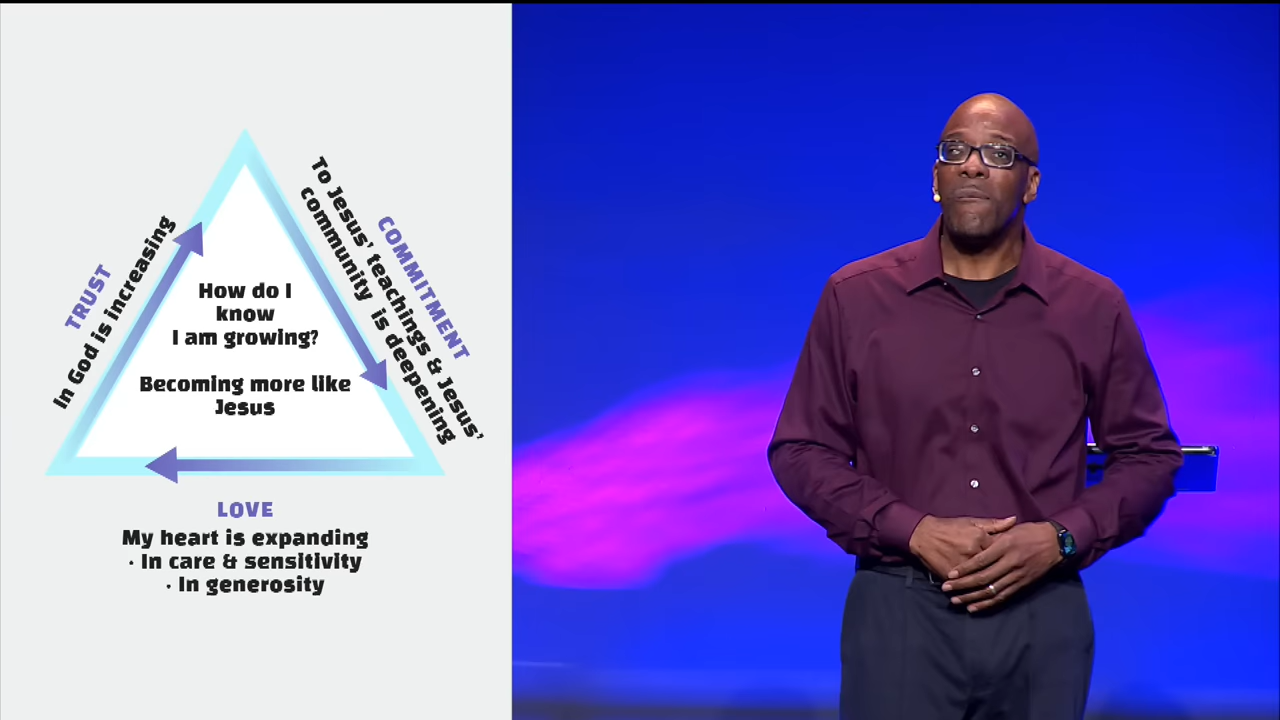 TRUST
In God is increasing
COMMITMENT
To Jesus' teachings & Jesus'
community is deepening
How do I
know
I am growing?
Becoming more like
Jesus
LOVE
My heart is expanding
· In care & sensitivity
· In generosity